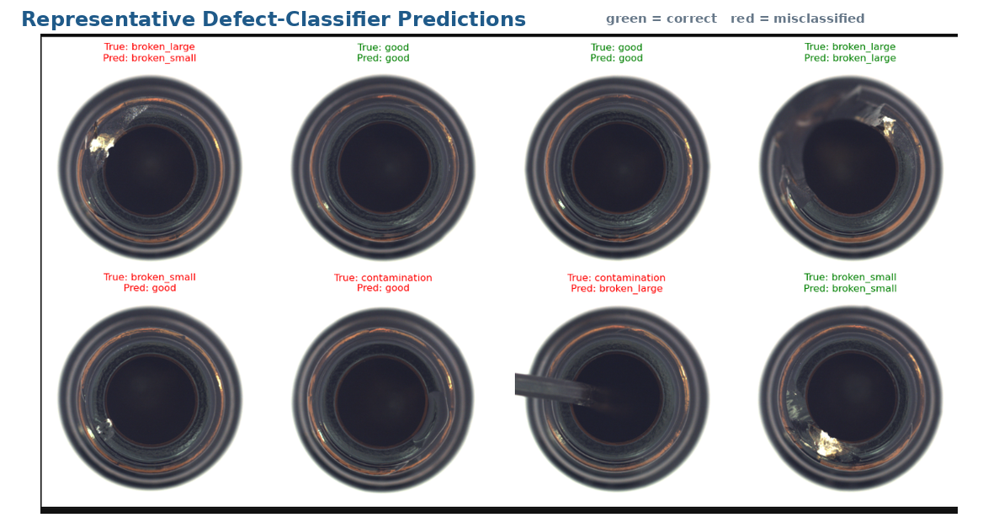 Representative Defect-Classifier Predictions
green = correct   red = misclassified
True: broken_large
Pred: broken_small
True: good
Pred: good
True: good
Pred: good
True: broken_large
Pred: broken_large
True: broken_small
Pred: good
True: contamination
Pred: good
True: contamination
Pred: broken_large
True: broken_small
Pred: broken_small